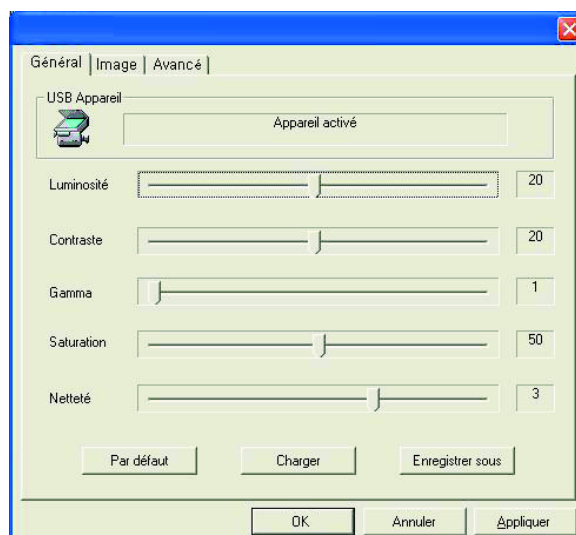 Général Image Avancé
USB Appareil
Appareil activé
Luminosité 20
Contraste 20
Gamma 1
Saturation 50
Netteté 3
Par défaut Charger Enregistrer sous
OK Annuler Appliquer